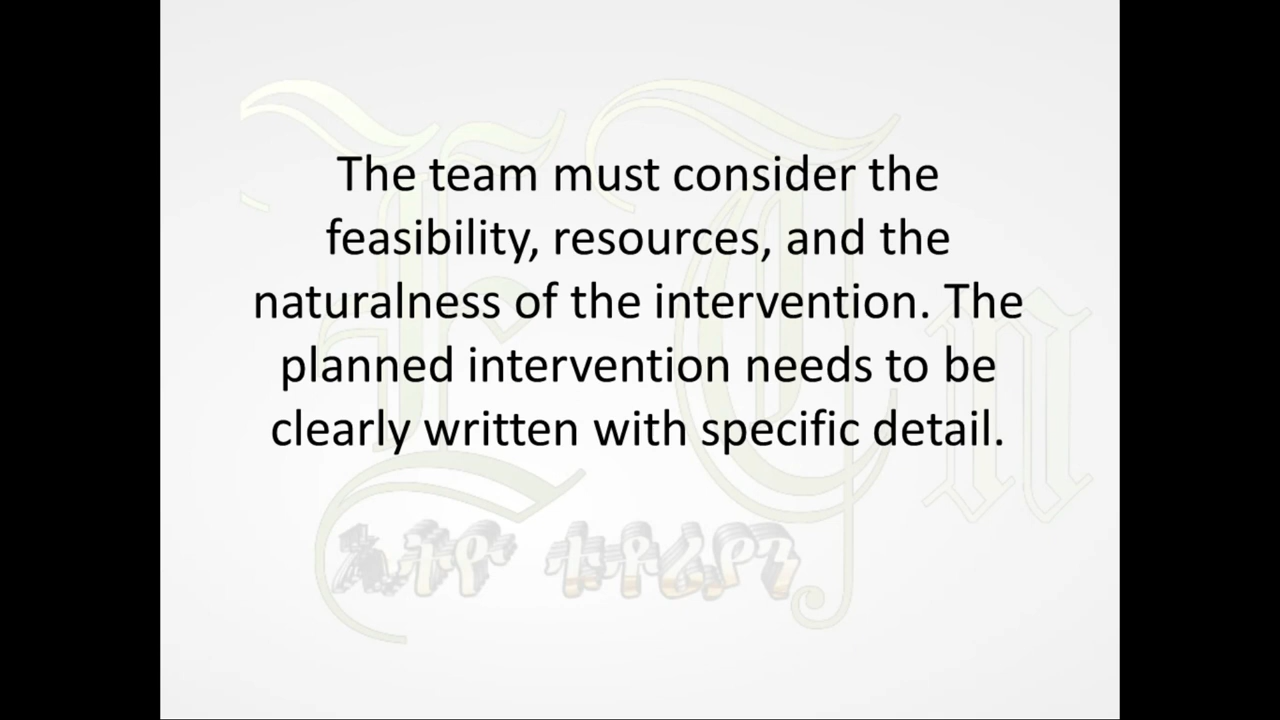 The team must consider the
feasibility, resources, and the
naturalness of the intervention. The
planned intervention needs to be
clearly written with specific detail.